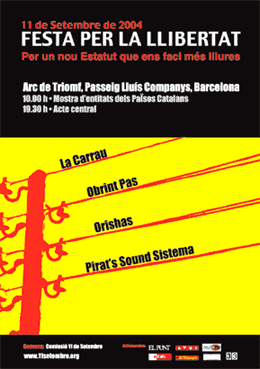 11 de Setembre de 2004
FESTA PER LA LLIBERTAT
Per un nou Estatut que ens faci més lliures
Arc de Triomf, Passeig Lluís Companys, Barcelona
10.00 h • Mostra d'entitats dels Països Catalans
19.30 h • Acte central
La Carrau
Obrint Pas
Orishas
Pirat's Sound Sistema
Convoca: Comissió 11 de Setembre
www.11setembre.org
EL PUNT